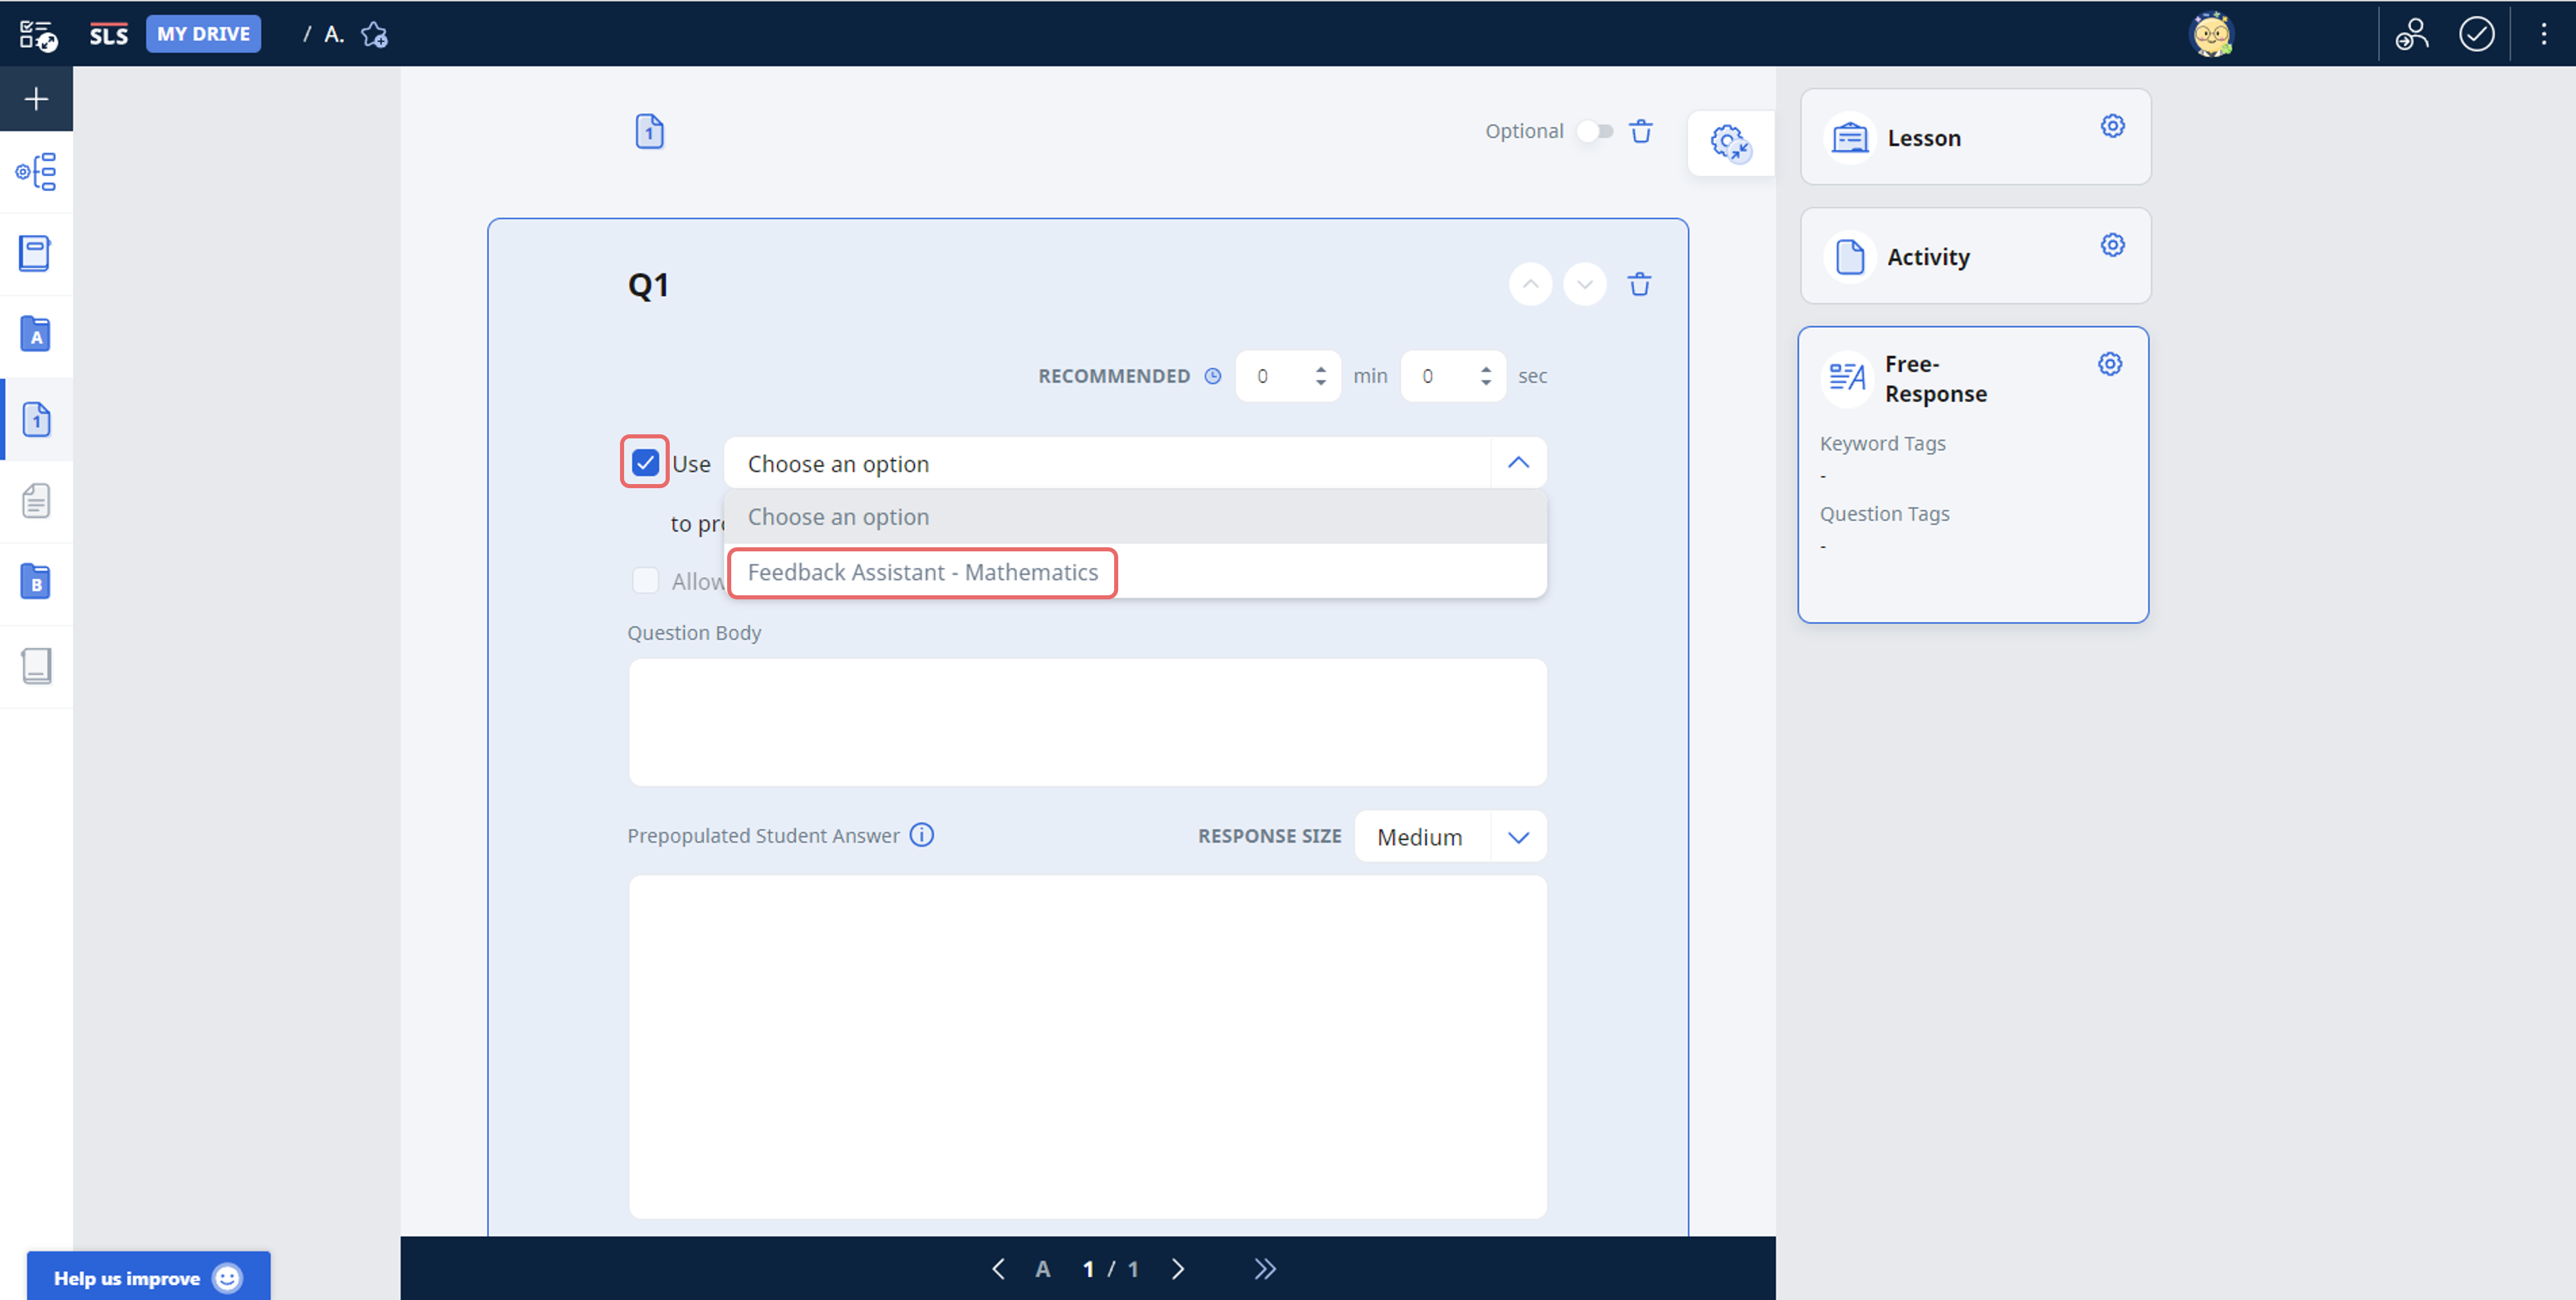 SLS MY DRIVE / A.
1 Optional
Lesson
Activity
Free-
Response
Keyword Tags
-
Question Tags
-
A
1
B
Q1
RECOMMENDED 0 min 0 sec
Use Choose an option
Choose an option
to pr
Feedback Assistant - Mathematics
Allow
Question Body
Prepopulated Student Answer i RESPONSE SIZE Medium
A 1 / 1
Help us improve